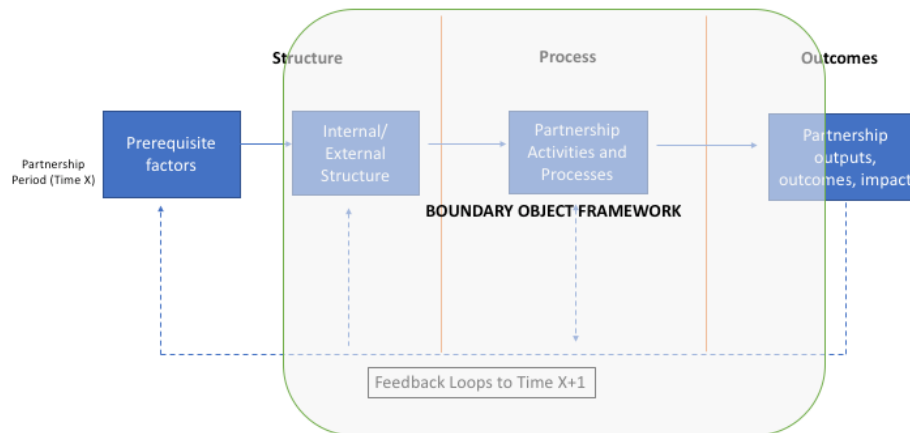 Structure
Process
Outcomes
Partnership
Period (Time X)
Prerequisite
factors
Internal/
External
Structure
Partnership
Activities and
Processes
Partnership
outputs,
outcomes, impact
BOUNDARY OBJECT FRAMEWORK
Feedback Loops to Time X+1